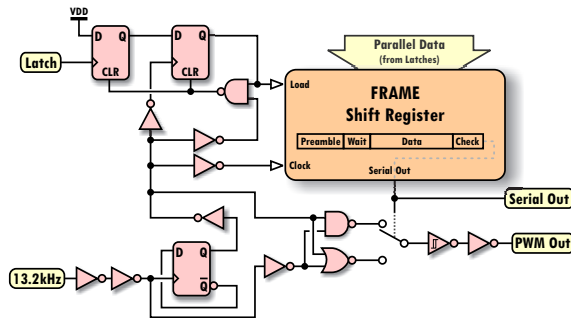 VDD
Latch
D Q
CLR
D Q
CLR
Parallel Data
(from Latches)
Load
FRAME
Shift Register
Preamble Wait Data Check
Clock
Serial Out
Serial Out
D Q
Q
13.2kHz
PWM Out